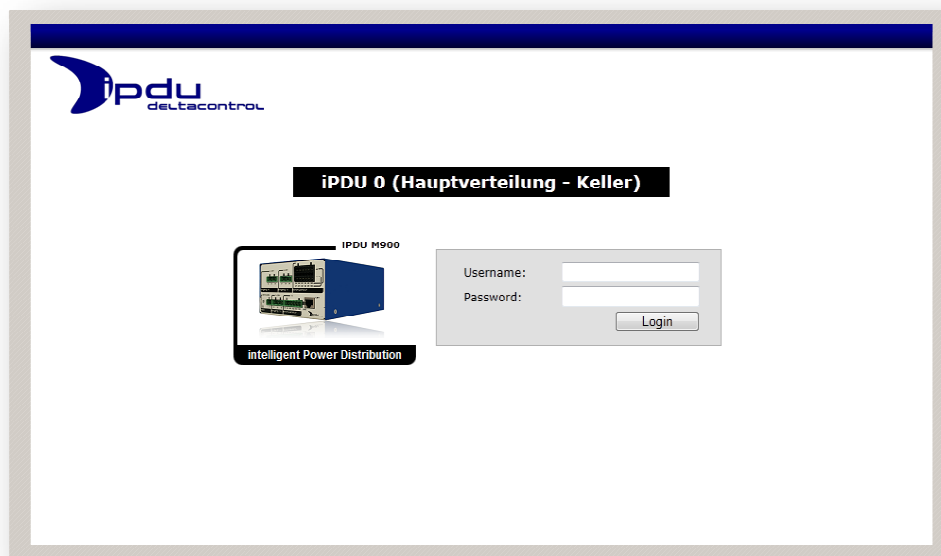 ipdu
deltacontrol
iPDU 0 (Hauptverteilung - Keller)
IPDU M900
intelligent Power Distribution
Username:
Password:
Login